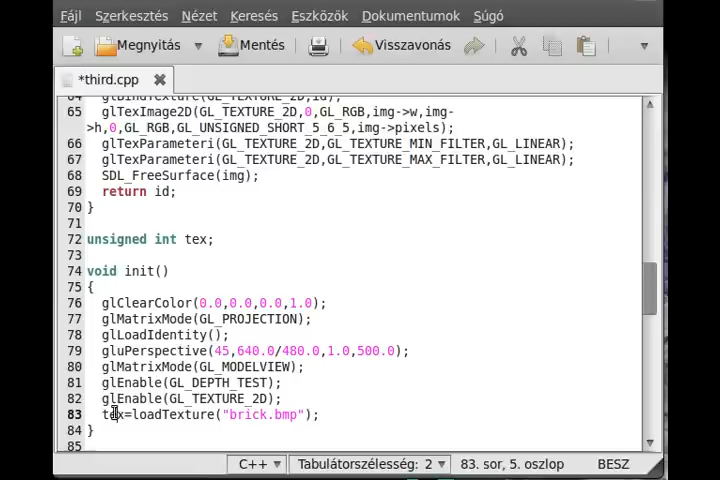 Fájl Szerkesztés Nézet Keresés Eszközök Dokumentumok Súgó
Megnyitás Mentés Visszavonás
*third.cpp
64 glBindTexture(GL_TEXTURE_2D,id);
65 glTexImage2D(GL_TEXTURE_2D,0,GL_RGB,img->w,img-
>h,0,GL_RGB,GL_UNSIGNED_SHORT_5_6_5,img->pixels);
66 glTexParameteri(GL_TEXTURE_2D,GL_TEXTURE_MIN_FILTER,GL_LINEAR);
67 glTexParameteri(GL_TEXTURE_2D,GL_TEXTURE_MAX_FILTER,GL_LINEAR);
68 SDL_FreeSurface(img);
69 return id;
70 }
71
72 unsigned int tex;
73
74 void init()
75 {
76 glClearColor(0.0,0.0,0.0,1.0);
77 glMatrixMode(GL_PROJECTION);
78 glLoadIdentity();
79 gluPerspective(45,640.0/480.0,1.0,500.0);
80 glMatrixMode(GL_MODELVIEW);
81 glEnable(GL_DEPTH_TEST);
82 glEnable(GL_TEXTURE_2D);
83 tex=loadTexture("brick.bmp");
84 }
85
C++ Tabulátorszélesség: 2 83. sor, 5. oszlop BESZ